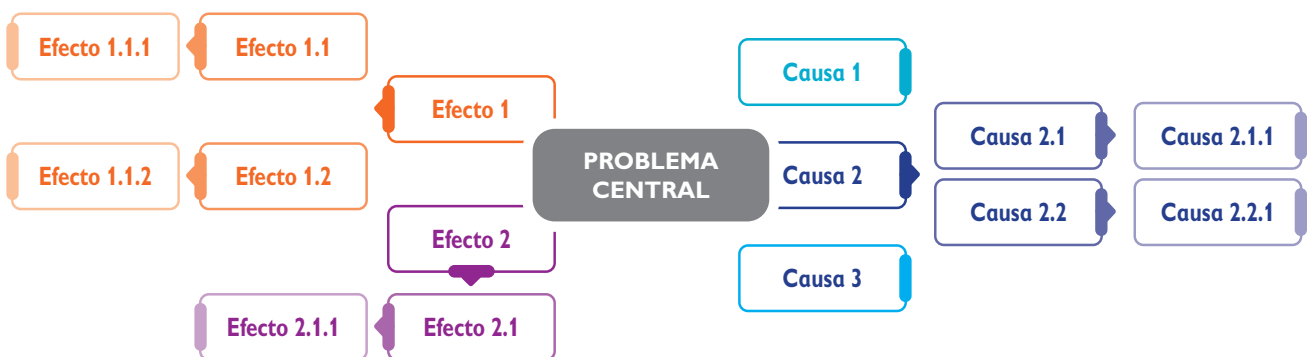 Efecto 1.1.1
Efecto 1.1
Efecto 1
Efecto 1.1.2
Efecto 1.2
Efecto 2
Efecto 2.1.1
Efecto 2.1
PROBLEMA
CENTRAL
Causa 1
Causa 2
Causa 2.1
Causa 2.1.1
Causa 2.2
Causa 2.2.1
Causa 3